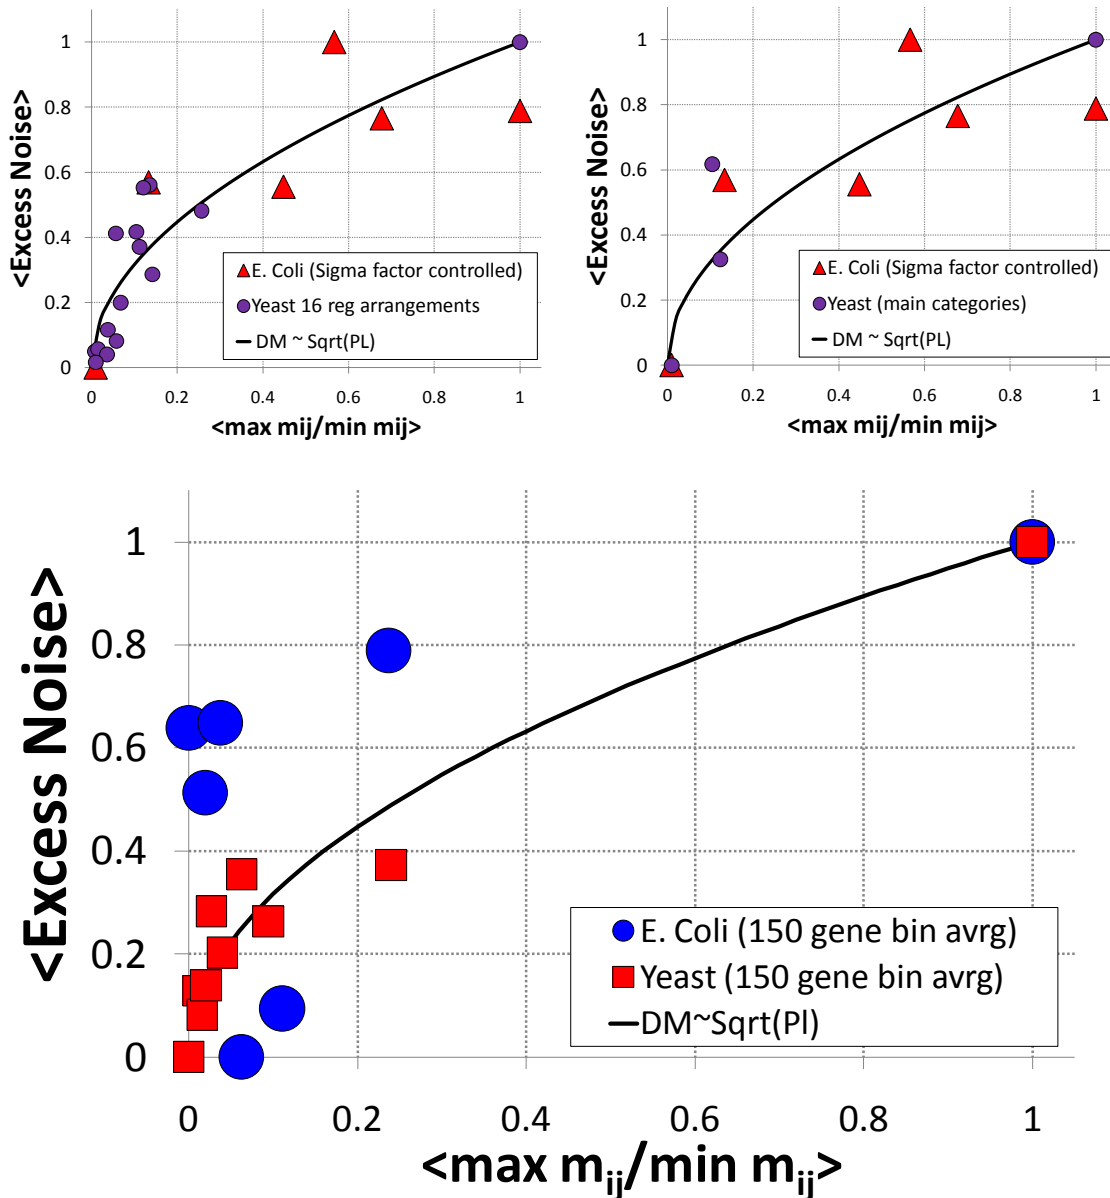 <Excess Noise>
1
0.8
0.6
0.4
0.2
0
0 0.2 0.4 0.6 0.8 1
<max mij/min mij>
E. Coli (Sigma factor controlled)
Yeast 16 reg arrangements
DM ~ Sqrt(PL)
<Excess Noise>
1
0.8
0.6
0.4
0.2
0
0 0.2 0.4 0.6 0.8 1
<max mij/min mij>
E. Coli (Sigma factor controlled)
Yeast (main categories)
DM ~ Sqrt(PL)
<Excess Noise>
1
0.8
0.6
0.4
0.2
0
0 0.2 0.4 0.6 0.8 1
<max mij/min mij>
E. Coli (150 gene bin avrg)
Yeast (150 gene bin avrg)
DM~Sqrt(Pl)